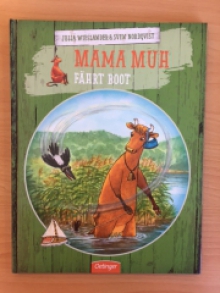 JUJJA WIESLANDER & SVEN NORDQVIST
MAMA MUH
FÄHRT BOOT
Oetinger